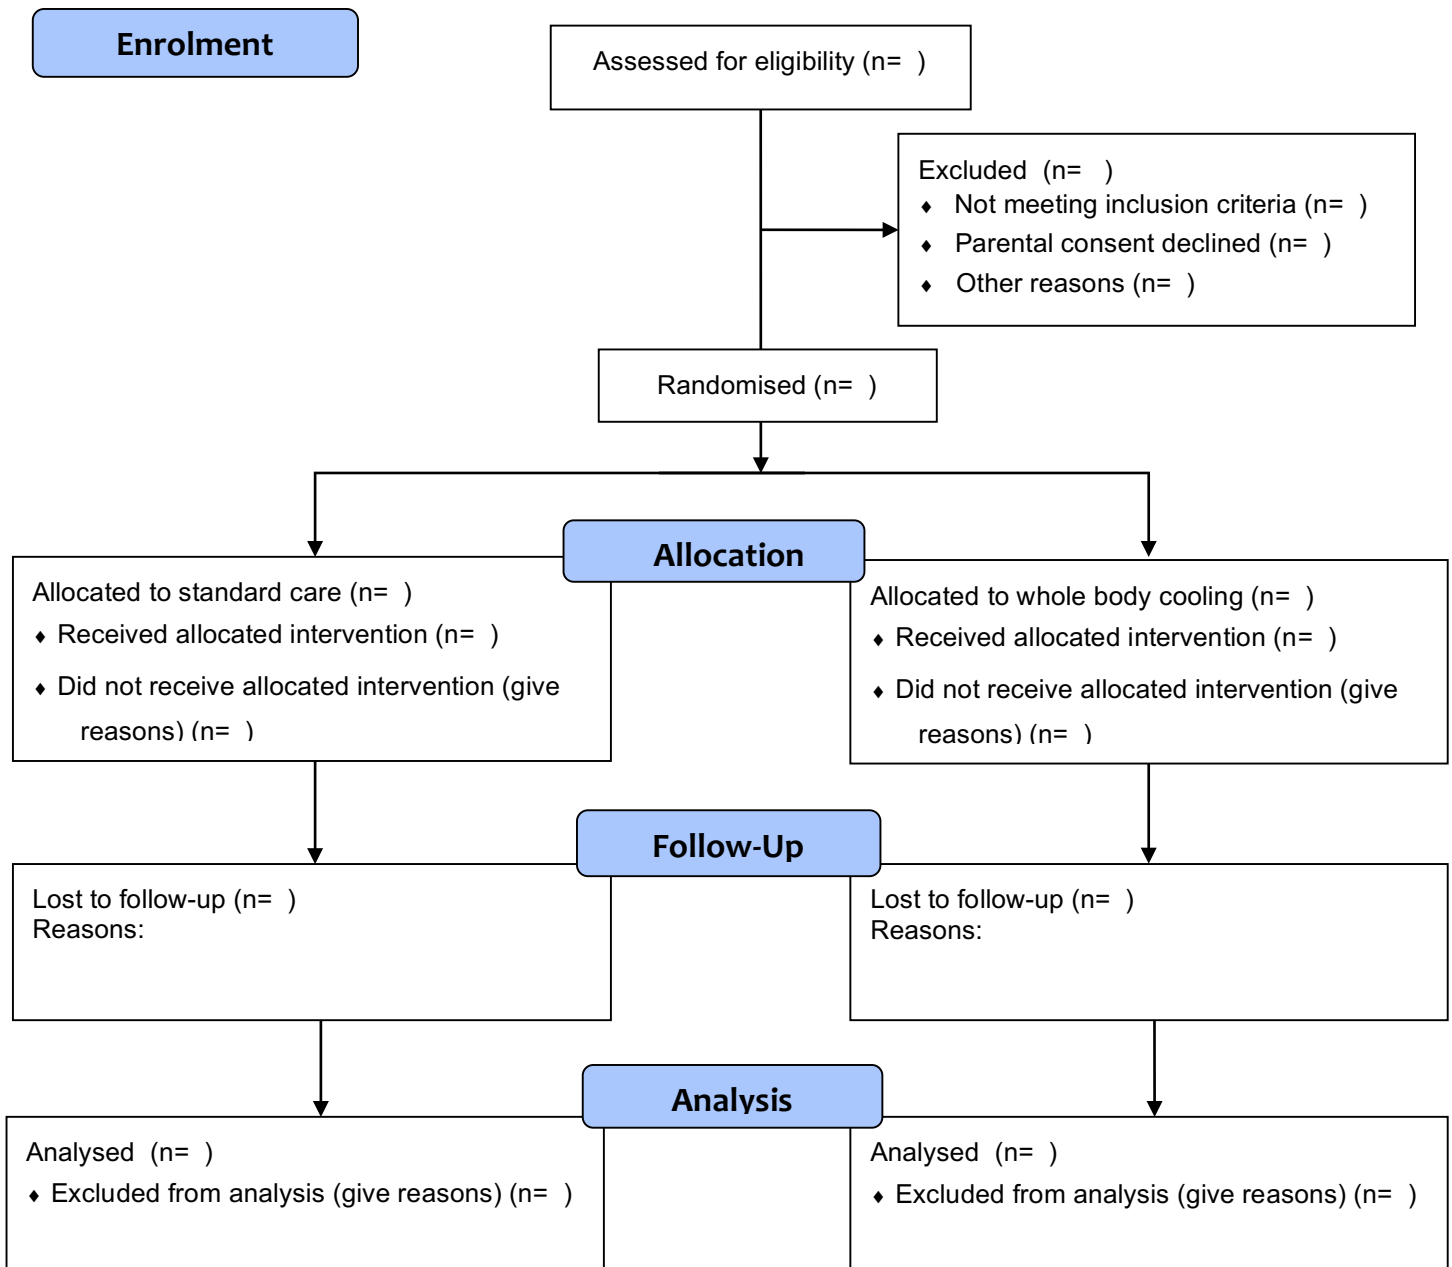 Enrolment
Assessed for eligibility (n=  )
Excluded  (n=   )
♦ Not meeting inclusion criteria (n=  )
♦ Parental consent declined (n=  )
♦ Other reasons (n=  )
Randomised (n=  )
Allocation
Allocated to standard care (n=  )
♦ Received allocated intervention (n=  )
♦ Did not receive allocated intervention (give
reasons) (n=  )
Allocated to whole body cooling (n=  )
♦ Received allocated intervention (n=  )
♦ Did not receive allocated intervention (give
reasons) (n=  )
Follow-Up
Lost to follow-up (n=  )
Reasons:
Lost to follow-up (n=  )
Reasons:
Analysis
Analysed  (n=  )
♦ Excluded from analysis (give reasons) (n=  )
Analysed  (n=  )
♦ Excluded from analysis (give reasons) (n=  )